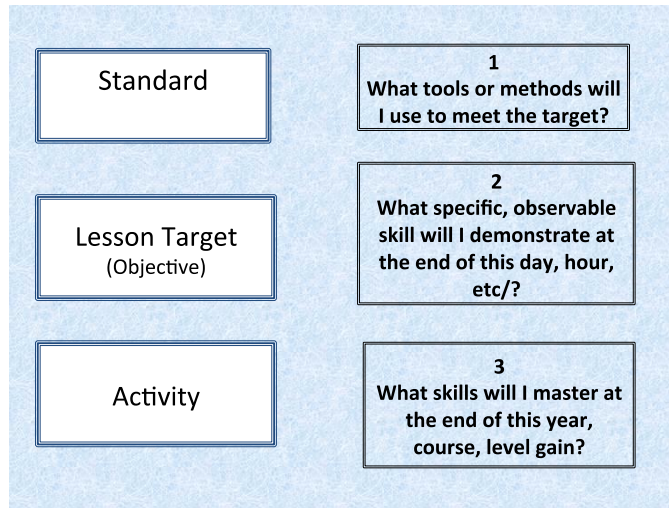 Standard
1
What tools or methods will
I use to meet the target?
Lesson Target
(Objective)
2
What specific, observable
skill will I demonstrate at
the end of this day, hour,
etc/?
Activity
3
What skills will I master at
the end of this year,
course, level gain?